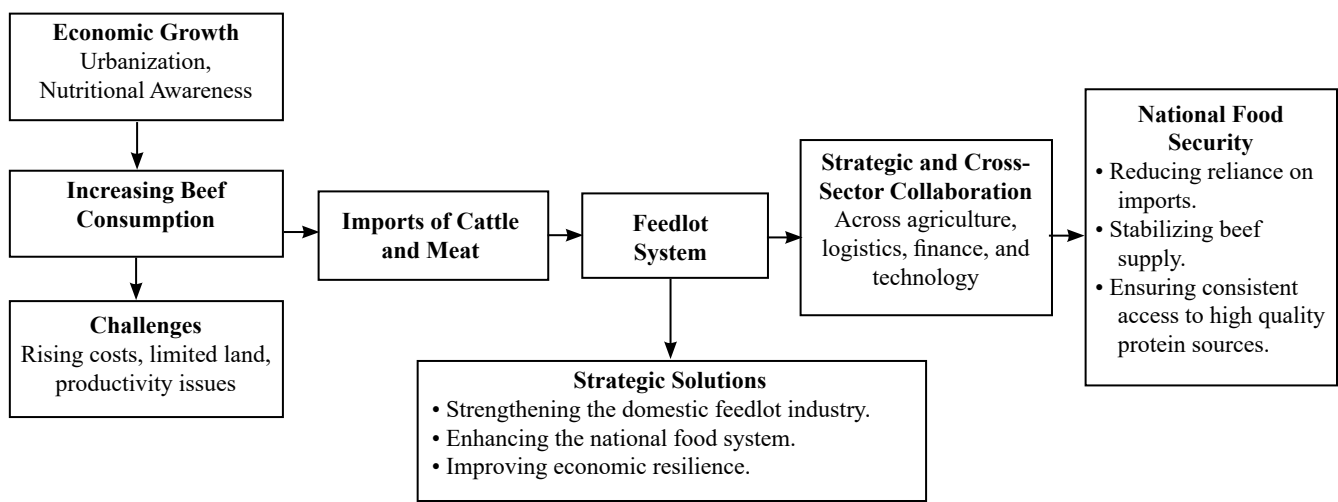 Economic Growth
Urbanization,
Nutritional Awareness
Increasing Beef
Consumption
Challenges
Rising costs, limited land,
productivity issues
Imports of Cattle
and Meat
Feedlot
System
Strategic Solutions
• Strengthening the domestic feedlot industry.
• Enhancing the national food system.
• Improving economic resilience.
Strategic and Cross-
Sector Collaboration
Across agriculture,
logistics, finance, and
technology
National Food
Security
• Reducing reliance on
imports.
• Stabilizing beef
supply.
• Ensuring consistent
access to high quality
protein sources.